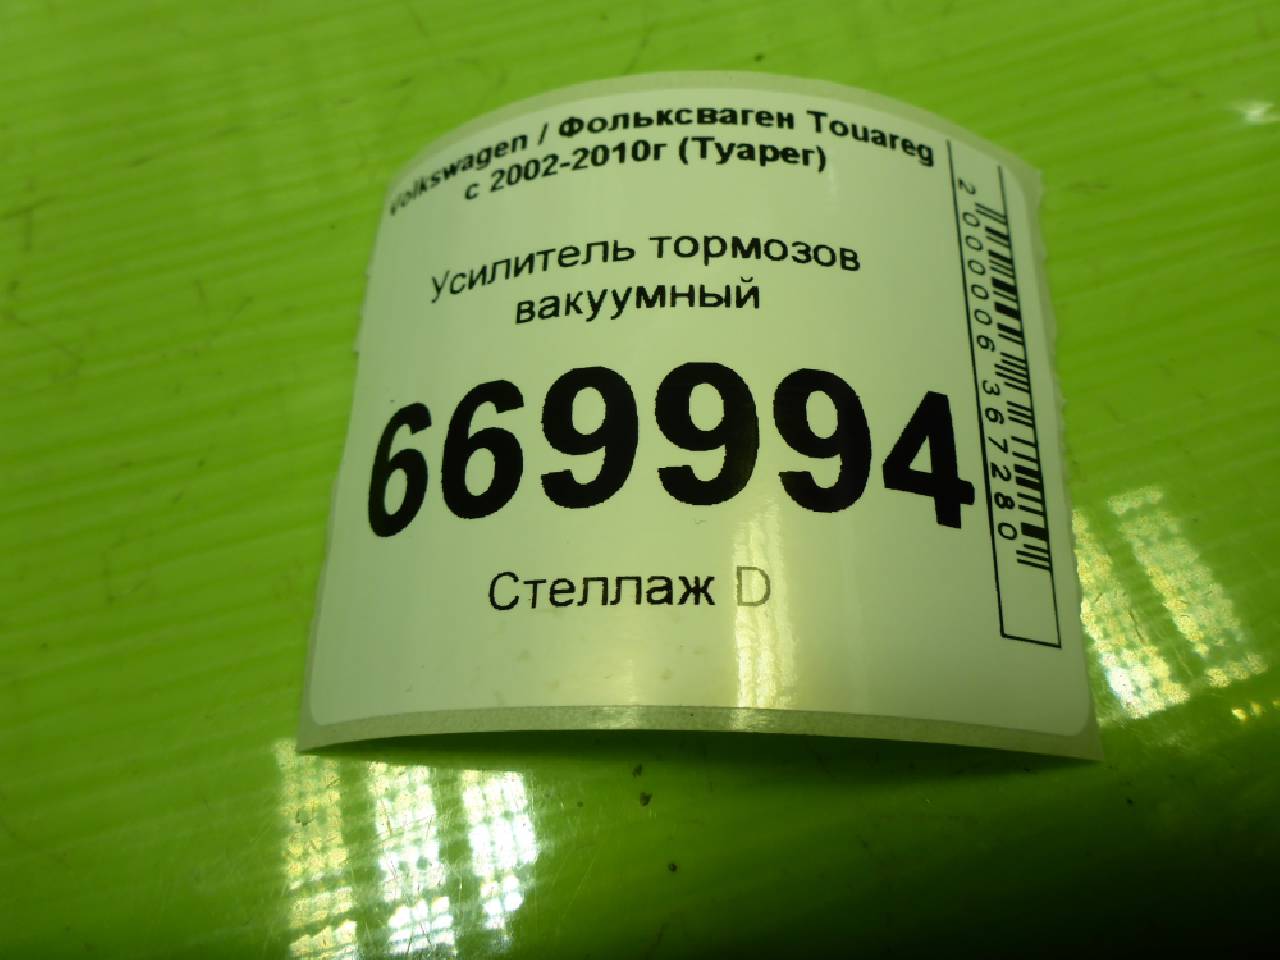 Volkswagen / Фольксваген Touareg
с 2002-2010г (Туарег)
Усилитель тормозов
вакуумный
669994
Стеллаж D
2000006367280